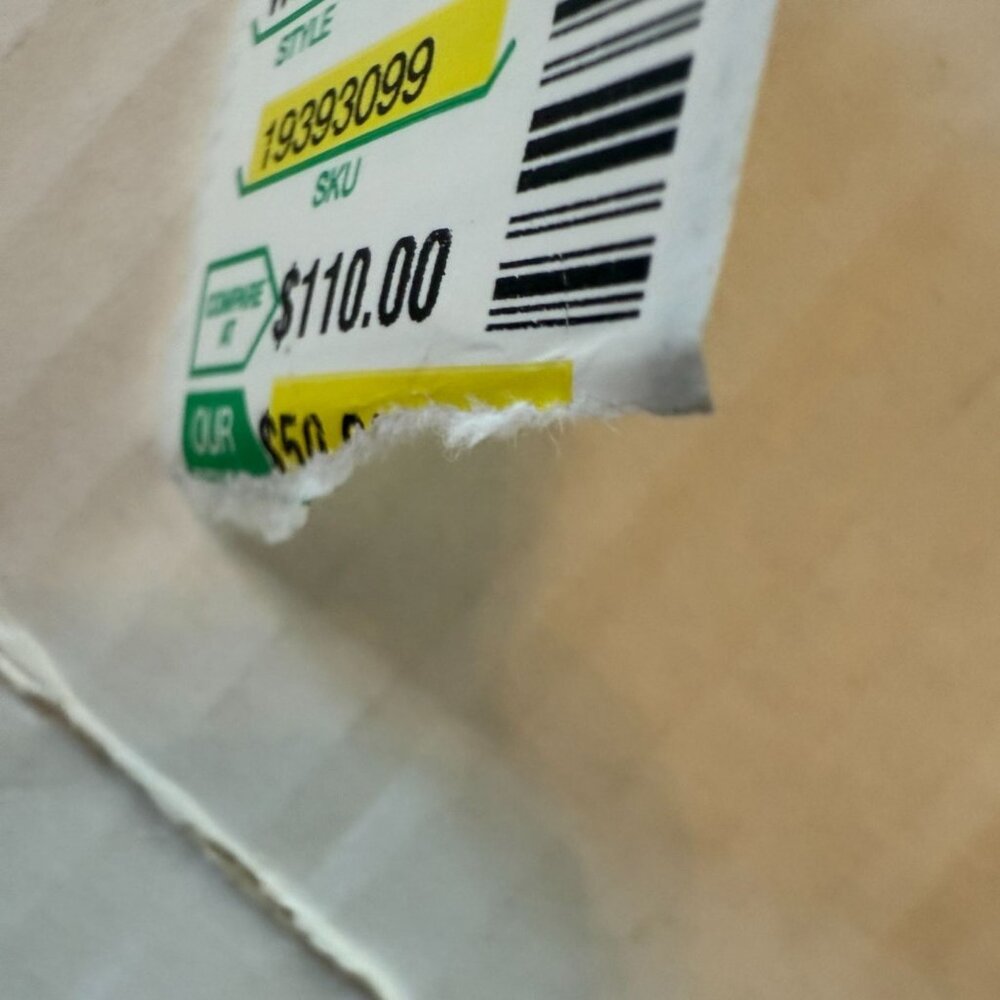 STYLE
19393099
SKU
COMPARE
AT
$110.00
OUR